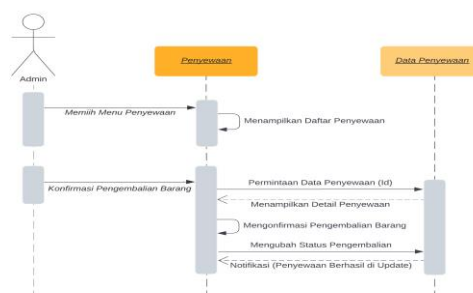 Penyewaan
Data Penyewaan
Admin
Memiih Menu Penyewaan
Menampilkan Daftar Penyewaan
Konfirmasi Pengembalian Barang
Permintaan Data Penyewaan (Id)
Menampilkan Detail Penyewaan
Mengonfirmasi Pengembalian Barang
Mengubah Status Pengembalian
Notifikasi (Penyewaan Berhasil di Update)